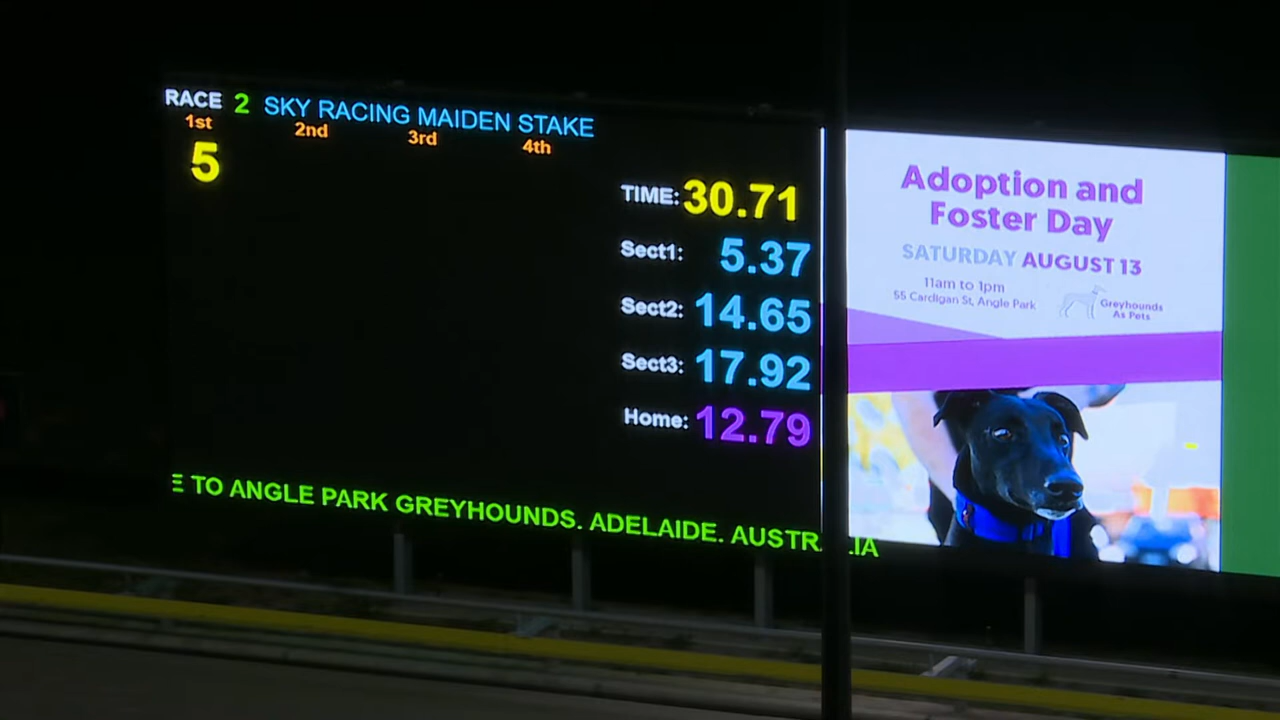 RACE 2 SKY RACING MAIDEN STAKE
1st 2nd 3rd 4th
5
TIME: 30.71
Sect1: 5.37
Sect2: 14.65
Sect3: 17.92
Home: 12.79
TO ANGLE PARK GREYHOUNDS. ADELAIDE. AUSTRALIA
Adoption and
Foster Day
SATURDAY AUGUST 13
11am to 1pm
55 Cardigan St, Angle Park
Greyhounds
As Pets